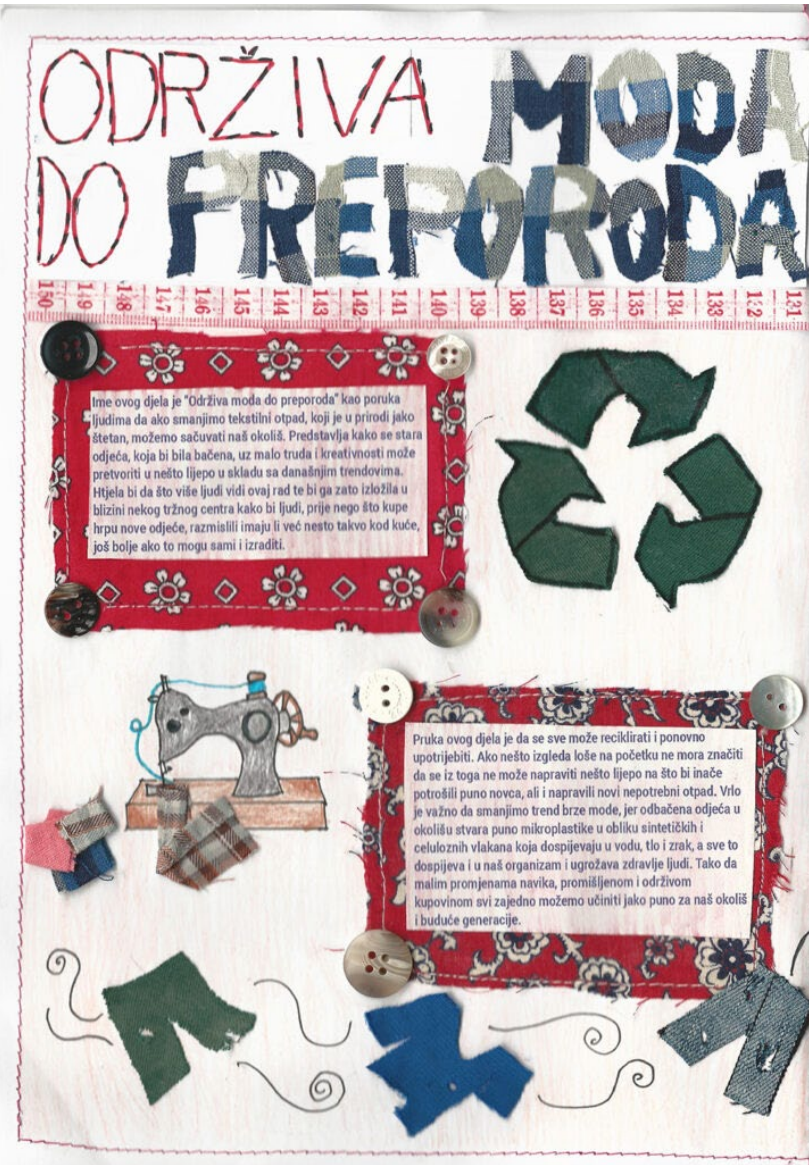 ODRŽIVA MODA
DO PREPORODA
150 149 148 147 146 145 144 143 142 141 140 139 138 137 136 135 134 133 132 131
Ime ovog djela je "Održiva moda do preporoda" kao poruka
ljudima da ako smanjimo tekstilni otpad, koji je u prirodi jako
štetan, možemo sačuvati naš okoliš. Predstavlja kako se stara
odjeća, koja bi bila bačena, uz malo truda i kreativnosti može
pretvoriti u nešto lijepo u skladu sa današnjim trendovima.
Htjela bi da što više ljudi vidi ovaj rad te bi ga zato izložila u
blizini nekog tržnog centra kako bi ljudi, prije nego što kupe
hrpu nove odjeće, razmislili imaju li već nesto takvo kod kuće,
još bolje ako to mogu sami i izraditi.
Pruka ovog djela je da se sve može reciklirati i ponovno
upotrijebiti. Ako nešto izgleda loše na početku ne mora značiti
da se iz toga ne može napraviti nešto lijepo na što bi inače
potrošili puno novca, ali i napravili novi nepotrebni otpad. Vrlo
je važno da smanjimo trend brze mode, jer odbačena odjeća u
okolišu stvara puno mikroplastike u obliku sintetičkih i
celuloznih vlakana koja dospijevaju u vodu, tlo i zrak, a sve to
dospijeva i u naš organizam i ugrožava zdravlje ljudi. Tako da
malim promjenama navika, promišljenom i održivom
kupovinom svi zajedno možemo učiniti jako puno za naš okoliš
i buduće generacije.